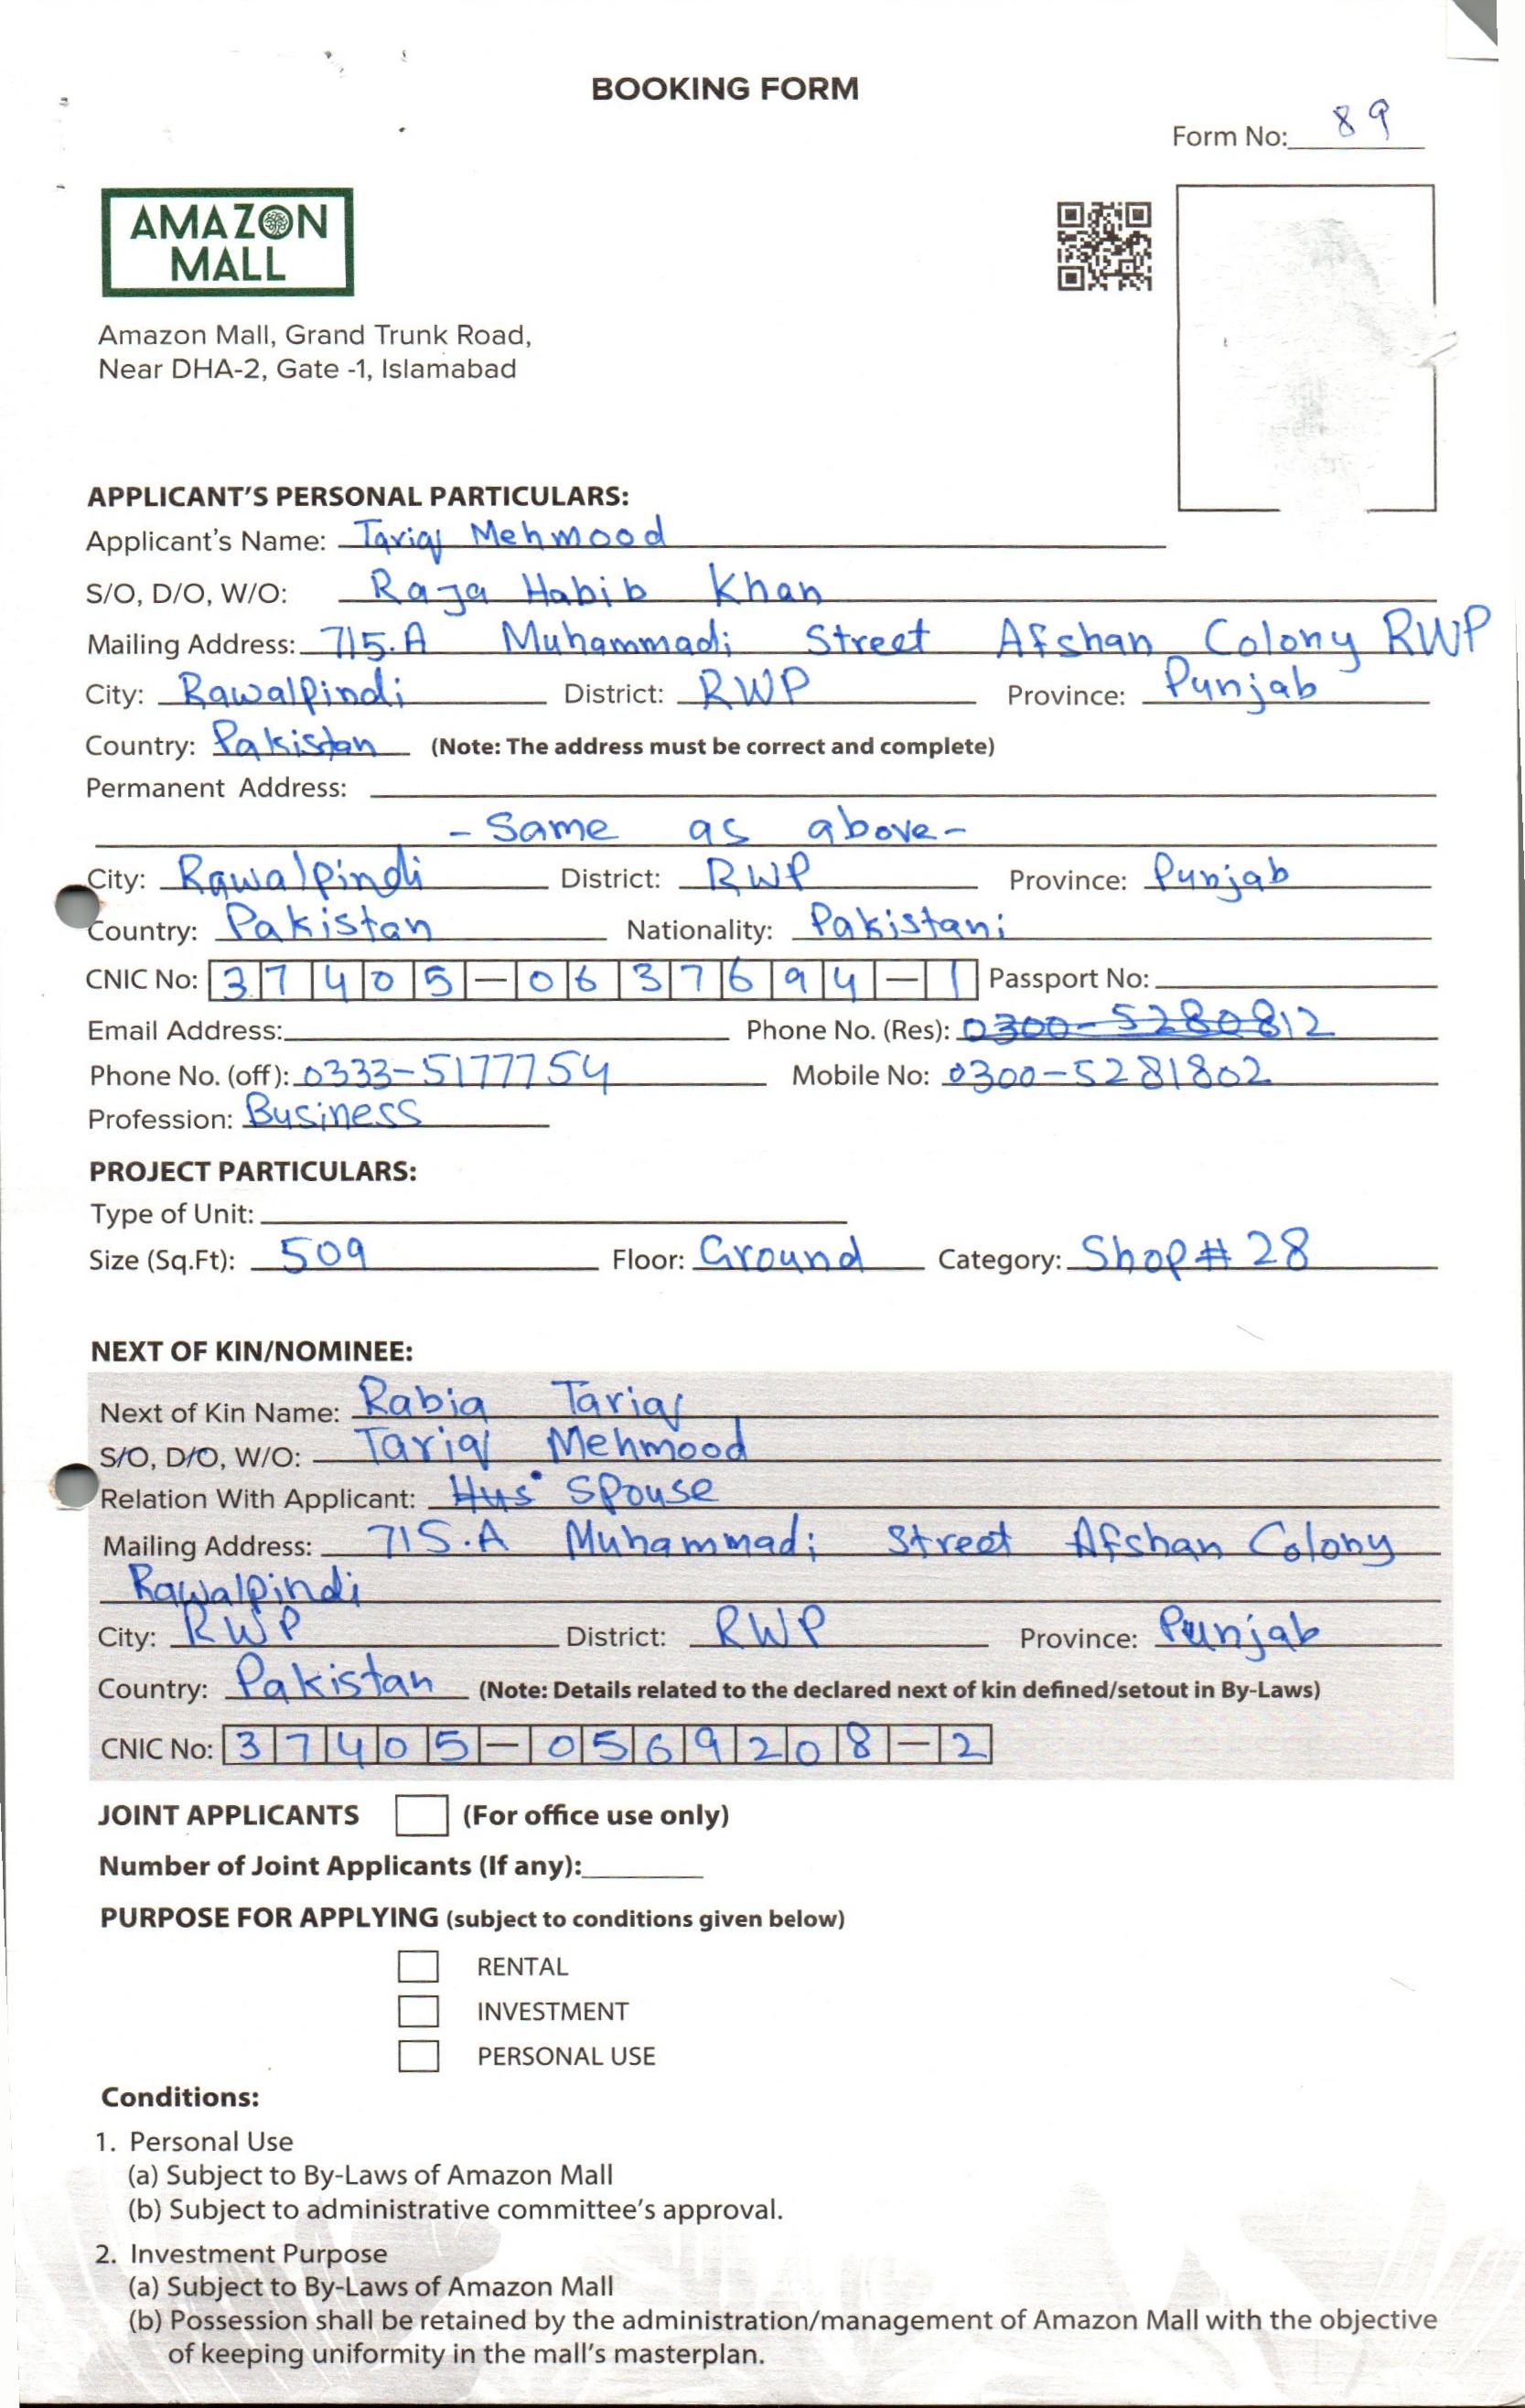 BOOKING FORM
Form No: 89
AMAZON
MALL
Amazon Mall, Grand Trunk Road,
Near DHA-2, Gate -1, Islamabad
APPLICANT'S PERSONAL PARTICULARS:
Applicant's Name: Tariq Mehmood
S/O, D/O, W/O: Raja Habib Khan
Mailing Address: 715.A Muhammadi Street Afshan Colony RWP
City: Rawalpindi District: RWP Province: Punjab
Country: Pakistan (Note: The address must be correct and complete)
Permanent Address:
- Same as above -
City: Rawalpindi District: RWP Province: Punjab
Country: Pakistan Nationality: Pakistani
CNIC No: 37405-0637694-1 Passport No:
Email Address: Phone No. (Res): 0300-5280812
Phone No. (off): 0333-5177754 Mobile No: 0300-5281802
Profession: Business
PROJECT PARTICULARS:
Type of Unit:
Size (Sq.Ft): 509 Floor: Ground Category: Shop# 28
NEXT OF KIN/NOMINEE:
Next of Kin Name: Rabia Tariq
S/O, D/O, W/O: Tariq Mehmood
Relation With Applicant: Hus Spouse
Mailing Address: 715.A Muhammadi Street Afshan Colony
Rawalpindi
City: RWP District: RWP Province: Punjab
Country: Pakistan (Note: Details related to the declared next of kin defined/setout in By-Laws)
CNIC No: 37405-0569208-2
JOINT APPLICANTS (For office use only)
Number of Joint Applicants (If any):
PURPOSE FOR APPLYING (subject to conditions given below)
RENTAL
INVESTMENT
PERSONAL USE
Conditions:
1. Personal Use
(a) Subject to By-Laws of Amazon Mall
(b) Subject to administrative committee's approval.
2. Investment Purpose
(a) Subject to By-Laws of Amazon Mall
(b) Possession shall be retained by the administration/management of Amazon Mall with the objective
of keeping uniformity in the mall's masterplan.